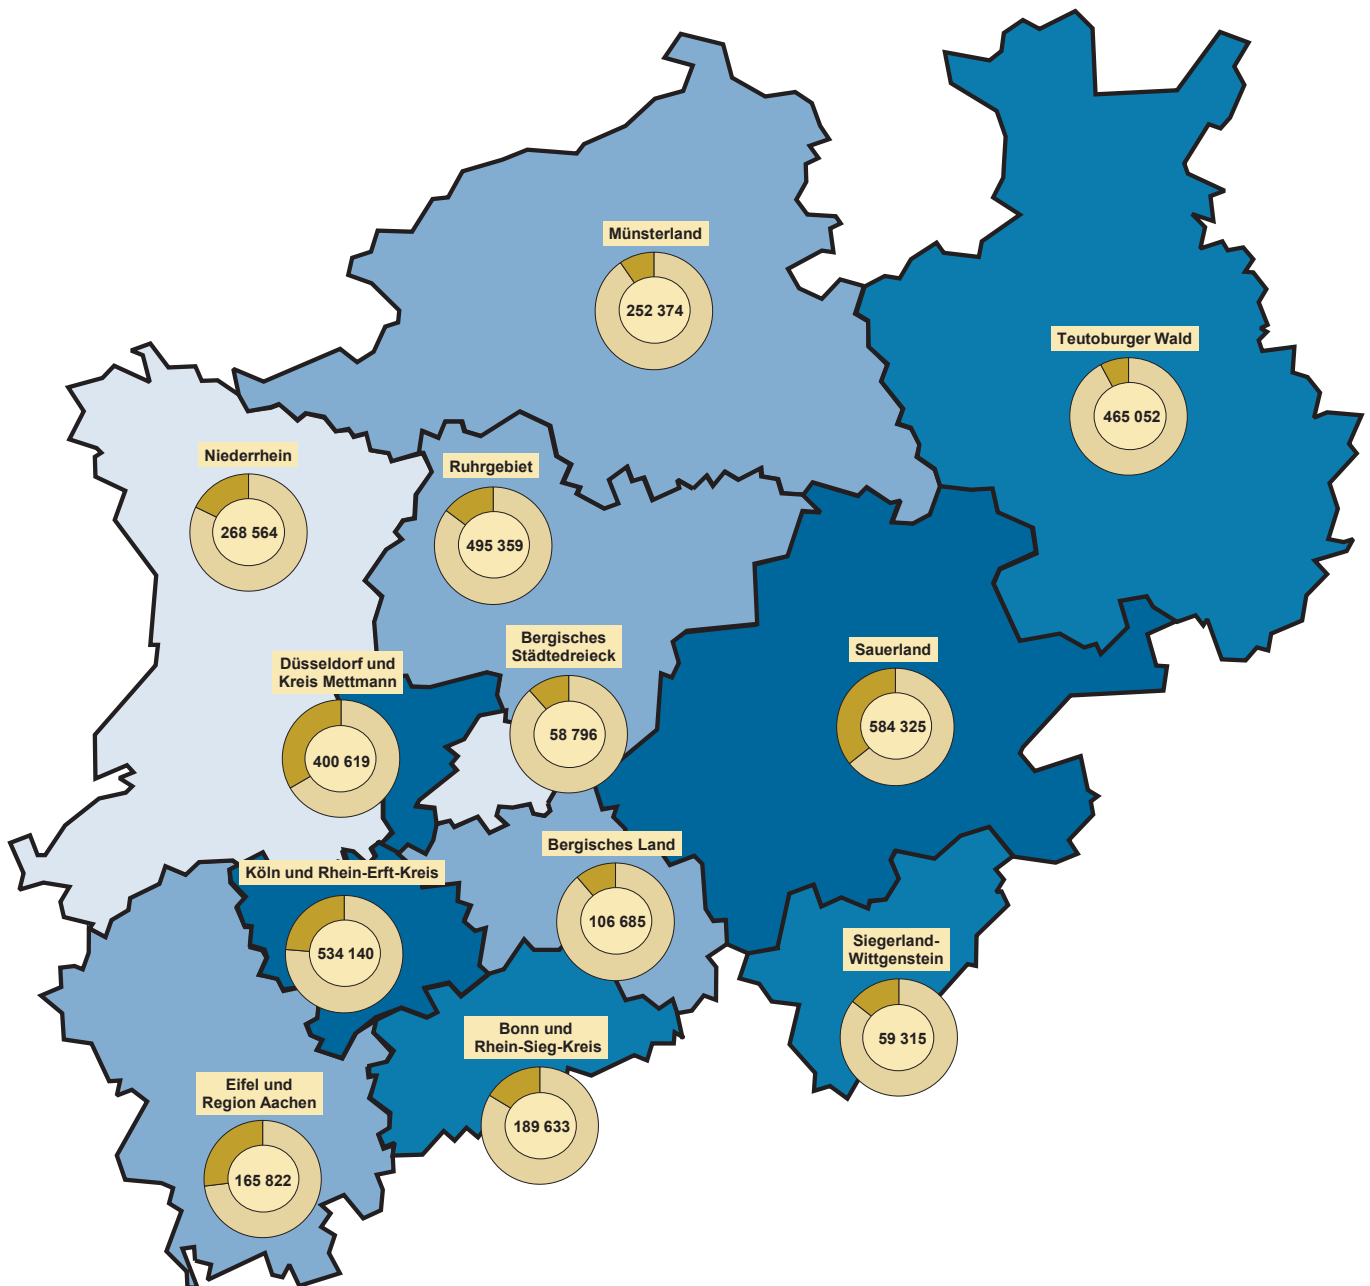 Münsterland
252 374
Teutoburger Wald
465 052
Niederrhein
268 564
Ruhrgebiet
495 359
Bergisches
Städtedreieck
58 796
Düsseldorf und
Kreis Mettmann
400 619
Sauerland
584 325
Bergisches Land
106 685
Köln und Rhein-Erft-Kreis
534 140
Siegerland-
Wittgenstein
59 315
Bonn und
Rhein-Sieg-Kreis
189 633
Eifel und
Region Aachen
165 822